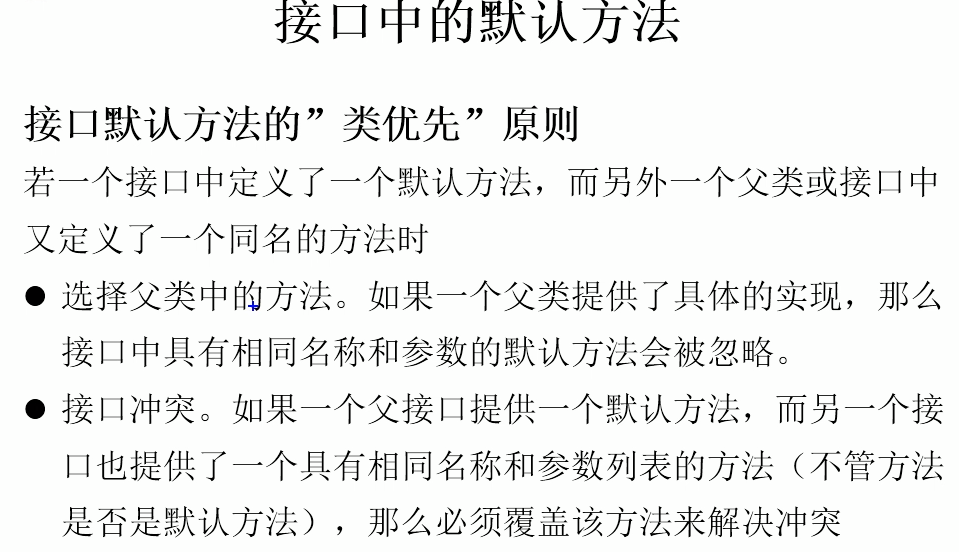 接口中的默认方法
接口默认方法的”类优先”原则
若一个接口中定义了一个默认方法，而另外一个父类或接口中
又定义了一个同名的方法时
● 选择父类中的方法。如果一个父类提供了具体的实现，那么
接口中具有相同名称和参数的默认方法会被忽略。
● 接口冲突。如果一个父接口提供一个默认方法，而另一个接
口也提供了一个具有相同名称和参数列表的方法（不管方法
是否是默认方法），那么必须覆盖该方法来解决冲突